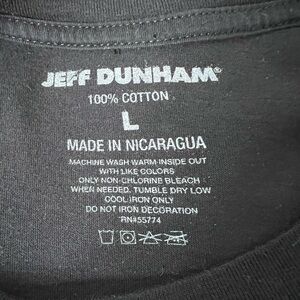 JEFF DUNHAM®
100% COTTON
L
MADE IN NICARAGUA
MACHINE WASH WARM-INSIDE OUT
WITH LIKE COLORS
ONLY NON-CHLORINE BLEACH
WHEN NEEDED. TUMBLE DRY LOW
COOL IRON ONLY
DO NOT IRON DECORATION
RN#55774